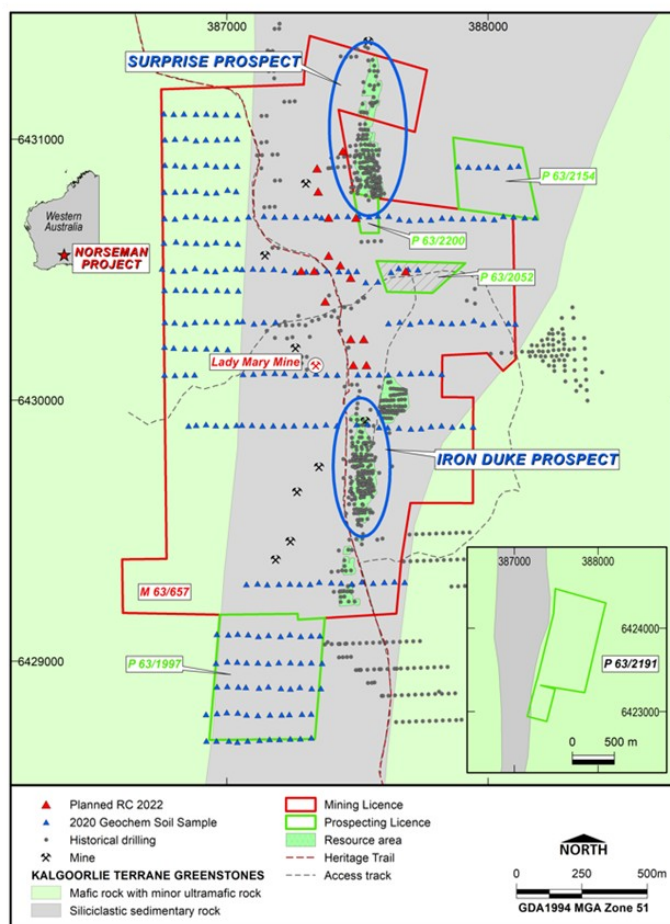 387000
388000
SURPRISE PROSPECT
6431000
P 63/2154
Western
Australia
P 63/2200
NORSEMAN
PROJECT
P 63/2052
Lady Mary Mine
6430000
IRON DUKE PROSPECT
387000
388000
M 63/657
6424000
6429000
P 63/1997
P 63/2191
6423000
0
500 m
Planned RC 2022
2020 Geochem Soil Sample
Historical drilling
Mine
KALGOORLIE TERRANE GREENSTONES
Mafic rock with minor ultramafic rock
Siliciclastic sedimentary rock
Mining Licence
Prospecting Licence
Resource area
Heritage Trail
Access track
NORTH
0
250
500m
GDA1994 MGA Zone 51